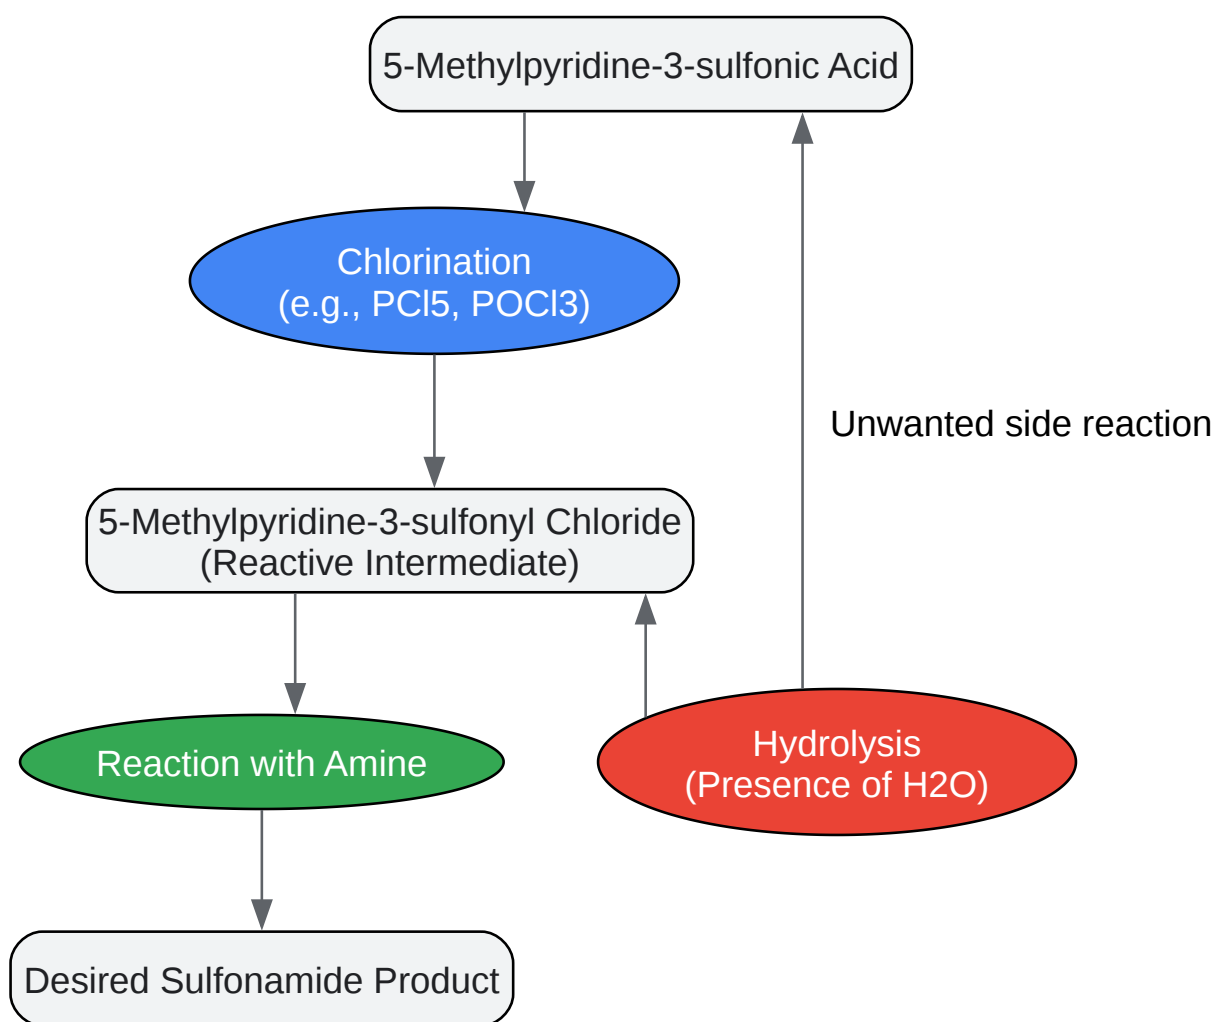 5-Methylpyridine-3-sulfonic Acid
Chlorination
(e.g., PCl5, POCl3)
Unwanted side reaction
5-Methylpyridine-3-sulfonyl Chloride
(Reactive Intermediate)
Reaction with Amine
Hydrolysis
(Presence of H2O)
Desired Sulfonamide Product